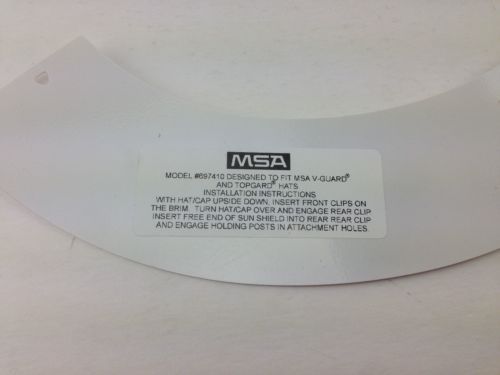 MSA
MODEL #697410 DESIGNED TO FIT MSA V-GUARD®
AND TOPGARD® HATS
INSTALLATION INSTRUCTIONS
WITH HAT/CAP UPSIDE DOWN, INSERT FRONT CLIPS ON
THE BRIM. TURN HAT/CAP OVER AND ENGAGE REAR CLIP
INSERT FREE END OF SUN SHIELD INTO REAR REAR CLIP
AND ENGAGE HOLDING POSTS IN ATTACHMENT HOLES.